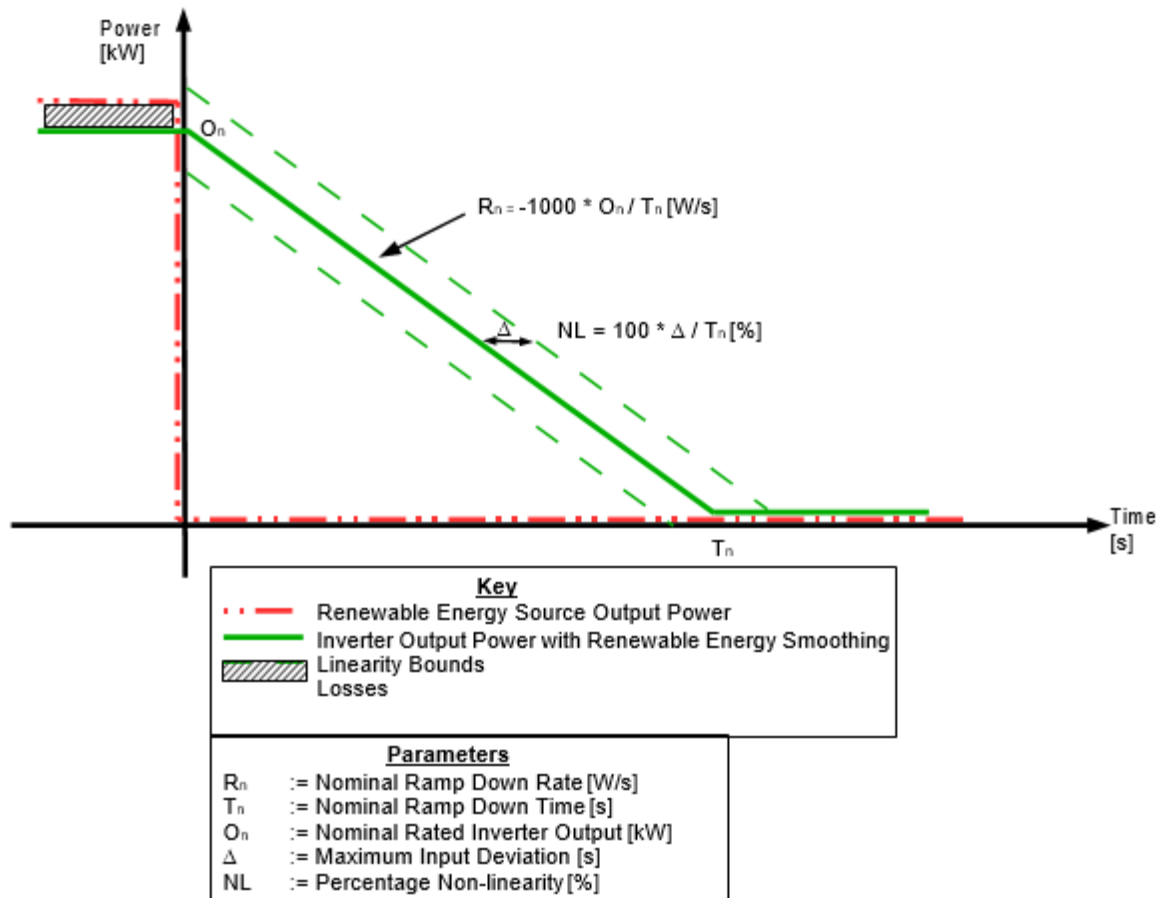 Power
[kW]
On
Rn = -1000 * On / Tn [W/s]
Δ
NL = 100 * Δ / Tn [%]
Time
[s]
Tn
Key
Renewable Energy Source Output Power
Inverter Output Power with Renewable Energy Smoothing
Linearity Bounds
Losses
Parameters
Rn := Nominal Ramp Down Rate [W/s]
Tn := Nominal Ramp Down Time [s]
On := Nominal Rated Inverter Output [kW]
Δ := Maximum Input Deviation [s]
NL := Percentage Non-linearity [%]